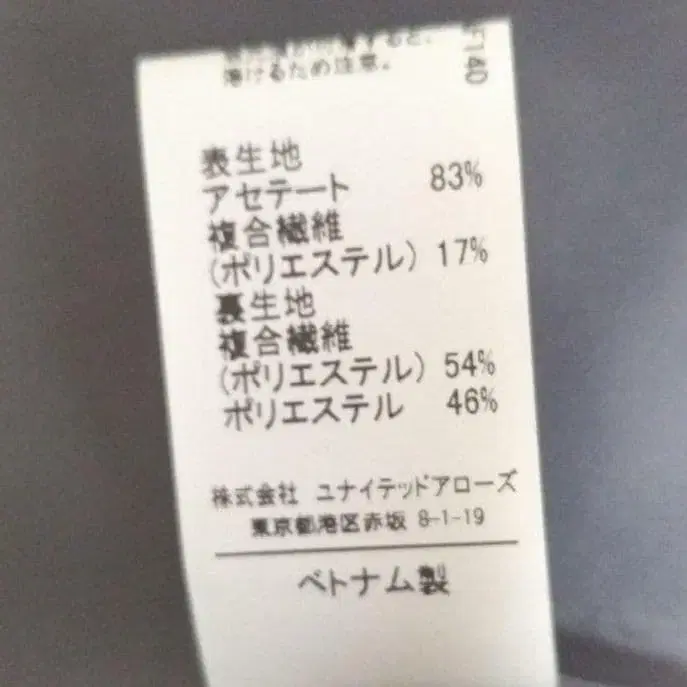 溶けるため注意。
表生地
アセテート 83%
複合繊維
(ポリエステル) 17%
裏生地
複合繊維
(ポリエステル) 54%
ポリエステル 46%
株式会社 ユナイテッドアローズ
東京都港区赤坂 8-1-19
ベトナム製